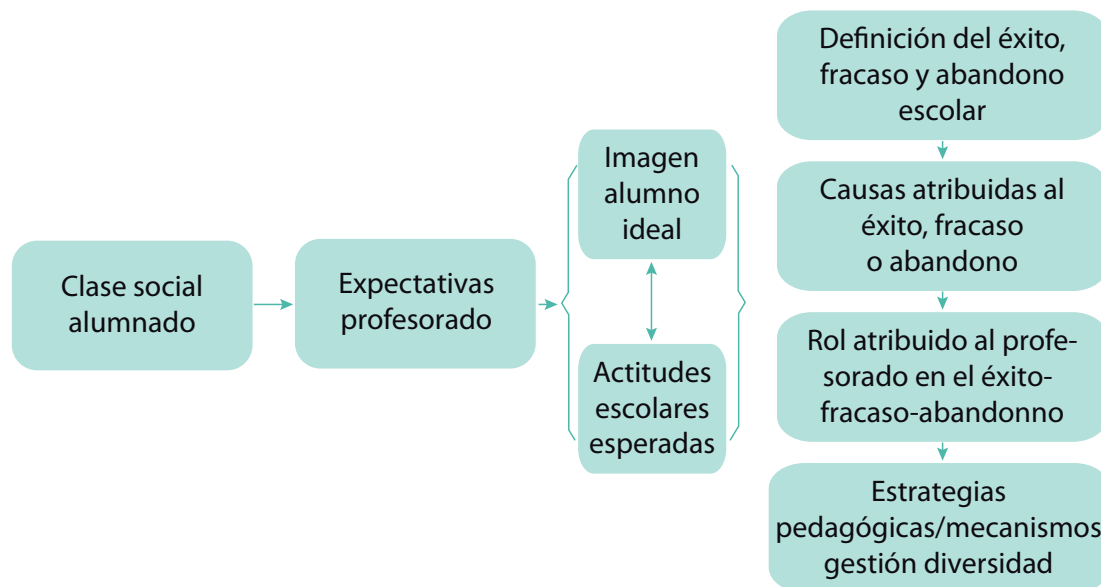 Clase social
alumnado
Expectativas
profesorado
Imagen
alumno
ideal
Actitudes
escolares
esperadas
Definición del éxito,
fracaso y abandono
escolar
Causas atribuidas al
éxito, fracaso
o abandono
Rol atribuido al profe-
sorado en el éxito-
fracaso-abandonno
Estrategias
pedagógicas/mecanismos
gestión diversidad